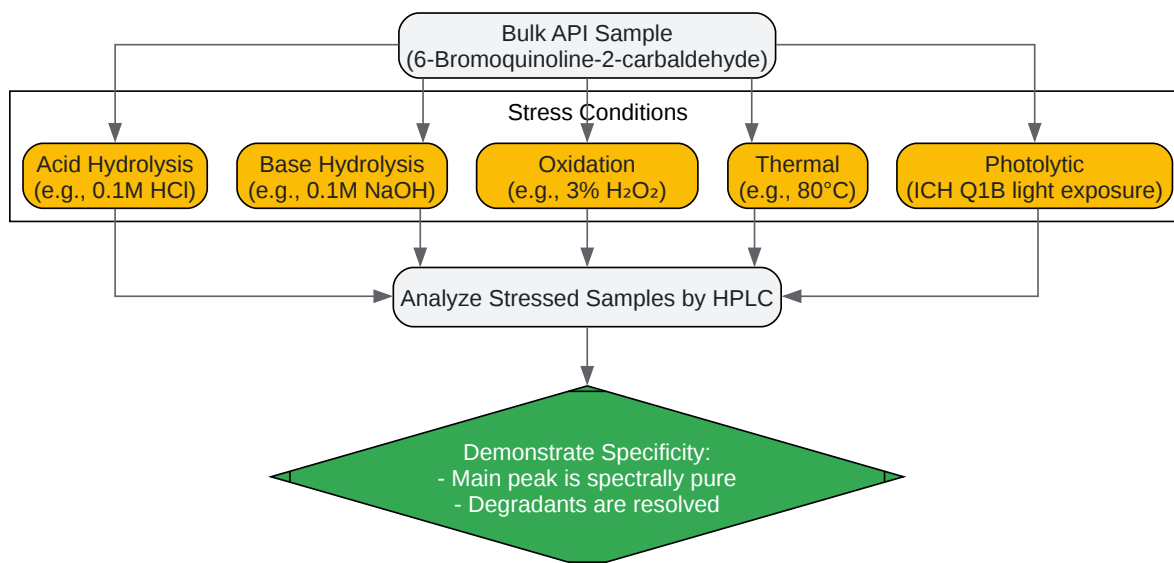 Bulk API Sample
(6-Bromoquinoline-2-carbaldehyde)
Stress Conditions
Acid Hydrolysis
(e.g., 0.1M HCl)
Base Hydrolysis
(e.g., 0.1M NaOH)
Oxidation
(e.g., 3% H₂O₂)
Thermal
(e.g., 80°C)
Photolytic
(ICH Q1B light exposure)
Analyze Stressed Samples by HPLC
Demonstrate Specificity:
- Main peak is spectrally pure
- Degradants are resolved